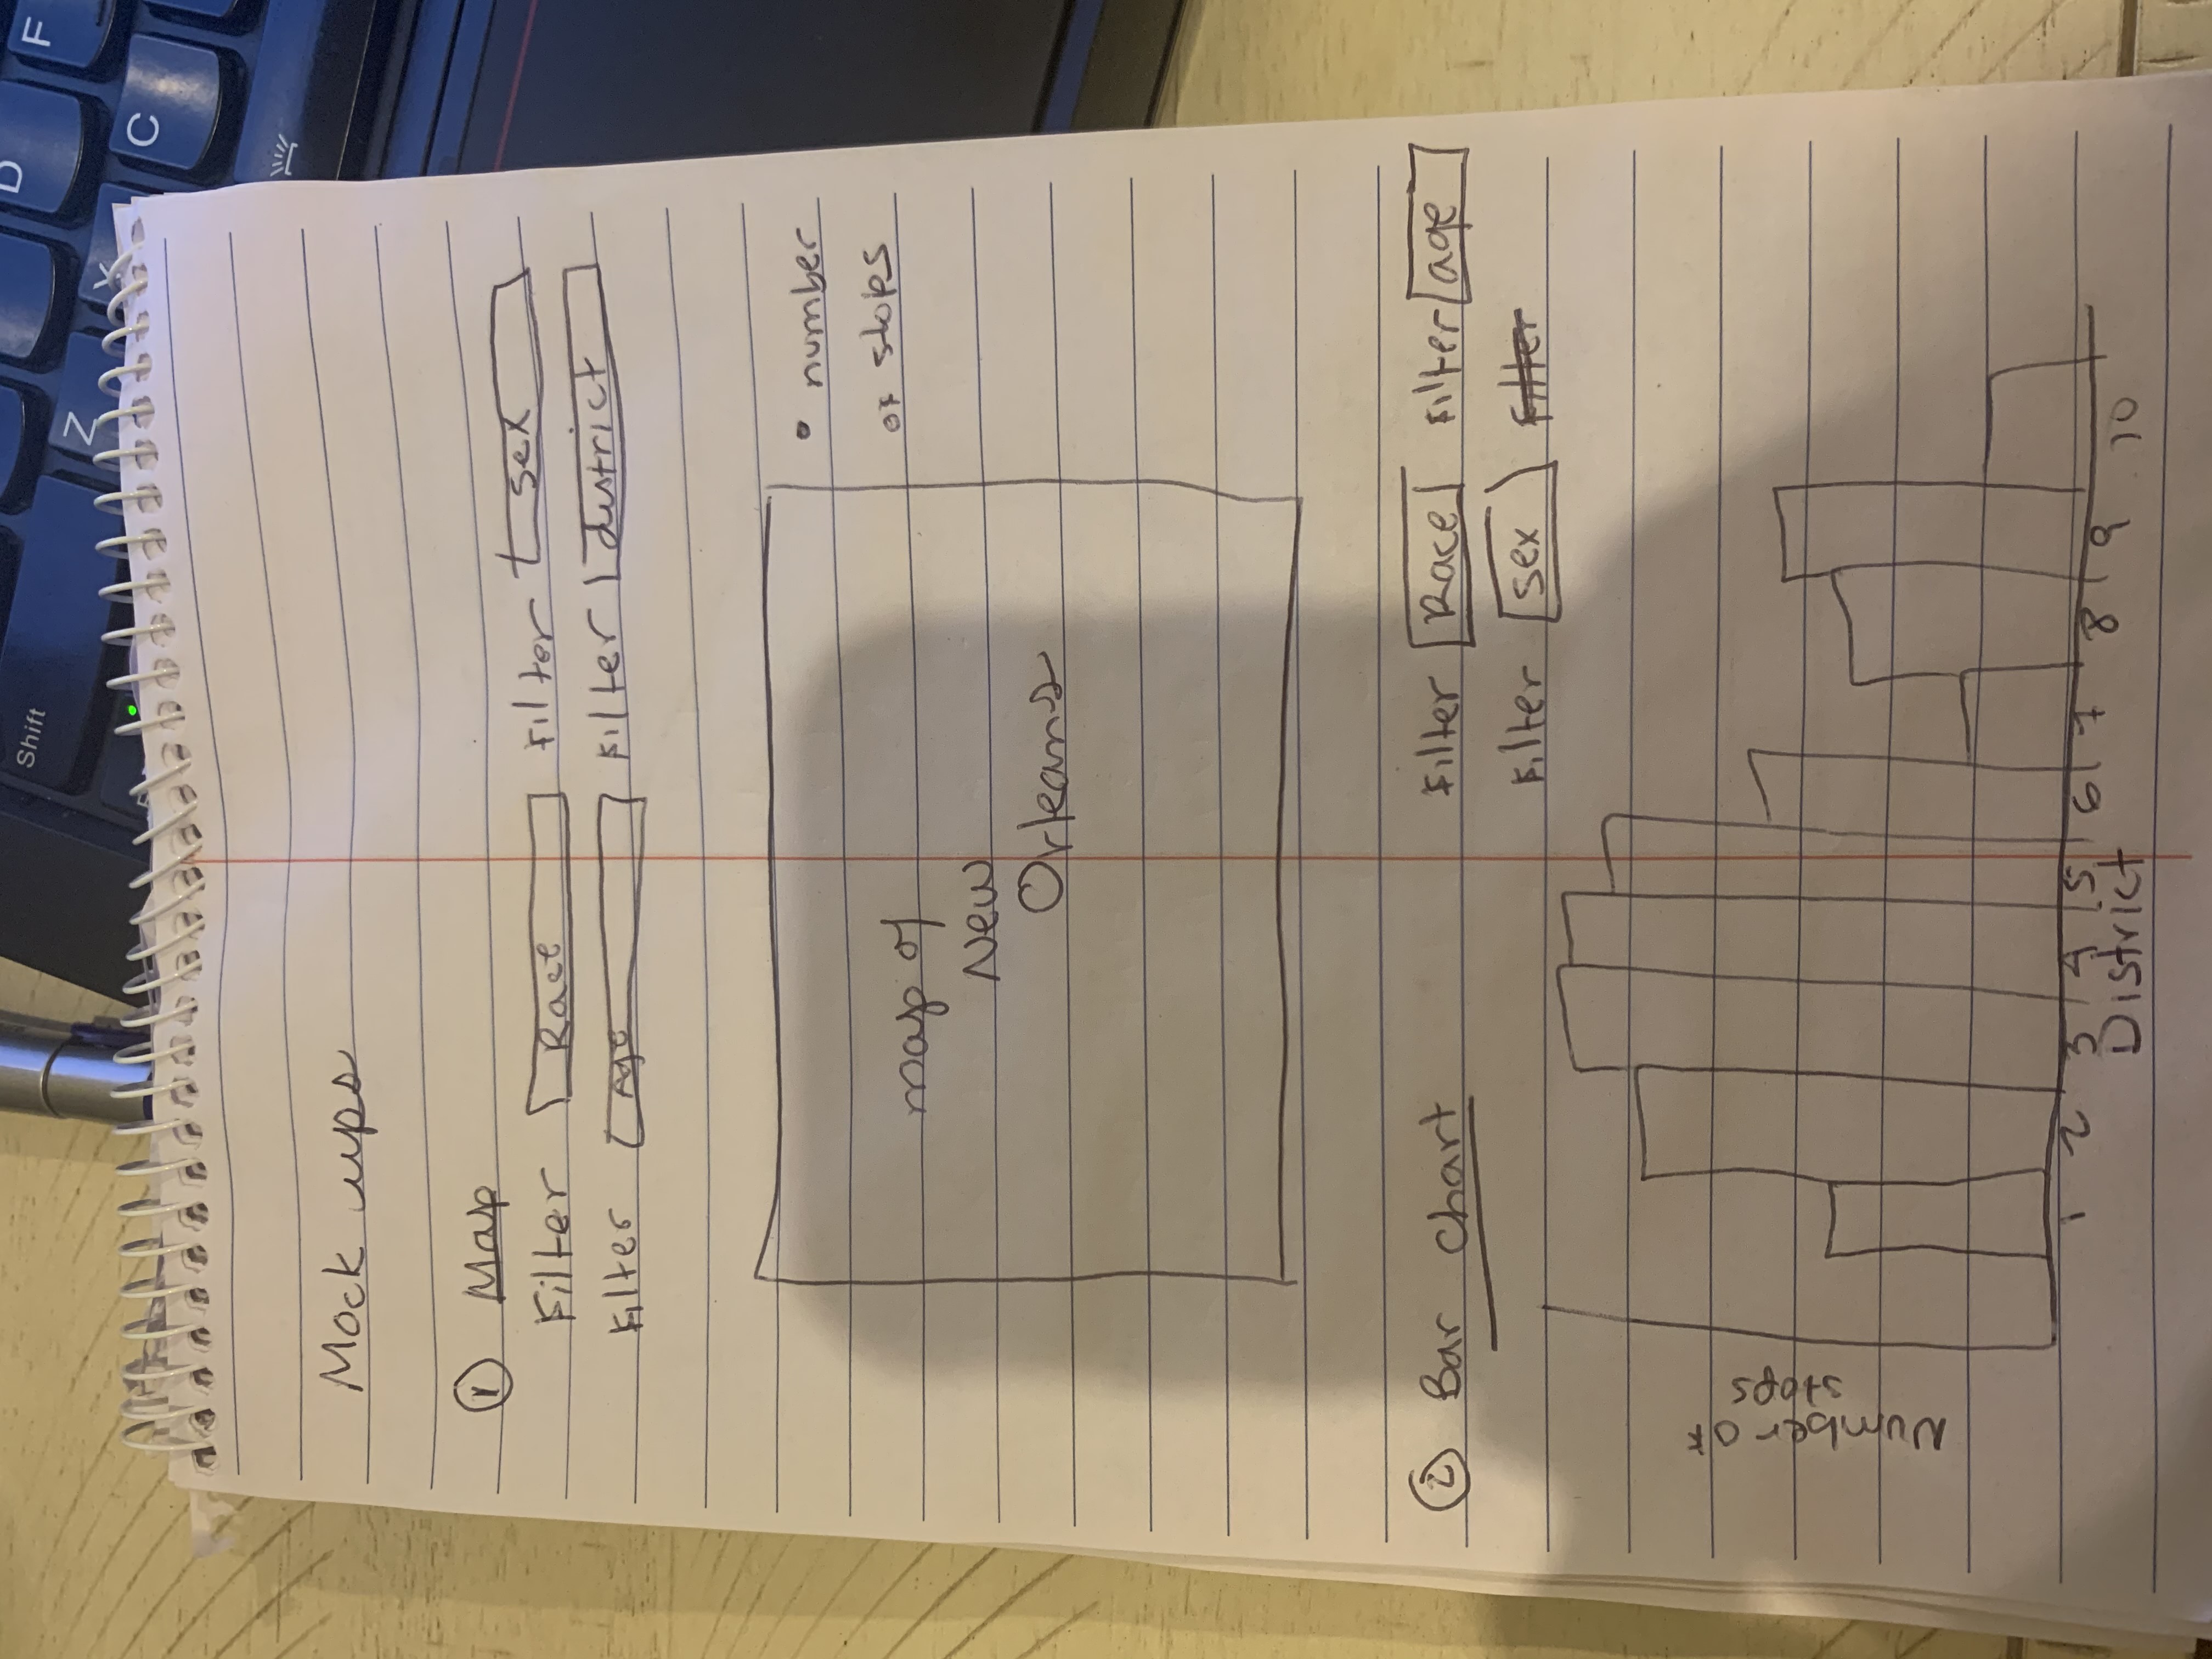 Shift
D
F
Z
X
C
Mock ups
1 Map
Filter Race Filter sex
Filter Age Filter district
• number
of stops
map of
New
Orleans
2 Bar chart
Filter Race Filter age
Filter sex Filter
Number of
stops
1 2 3 4 5 6 7 8 9 10
District